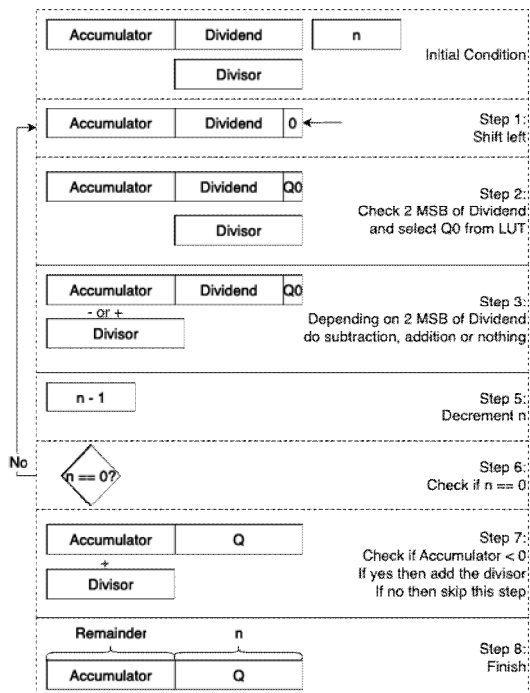 Accumulator Dividend n
Divisor
Initial Condition
Accumulator Dividend 0
Step 1:
Shift left
Accumulator Dividend Q0
Divisor
Step 2:
Check 2 MSB of Dividend
and select Q0 from LUT
Accumulator Dividend Q0
- or +
Divisor
Step 3:
Depending on 2 MSB of Dividend
do subtraction, addition or nothing
n - 1
Step 5:
Decrement n
No
n == 0?
Step 6:
Check if n == 0
Accumulator Q
+
Divisor
Step 7:
Check if Accumulator < 0
If yes then add the divisor
If no then skip this step
Remainder n
Accumulator Q
Step 8:
Finish